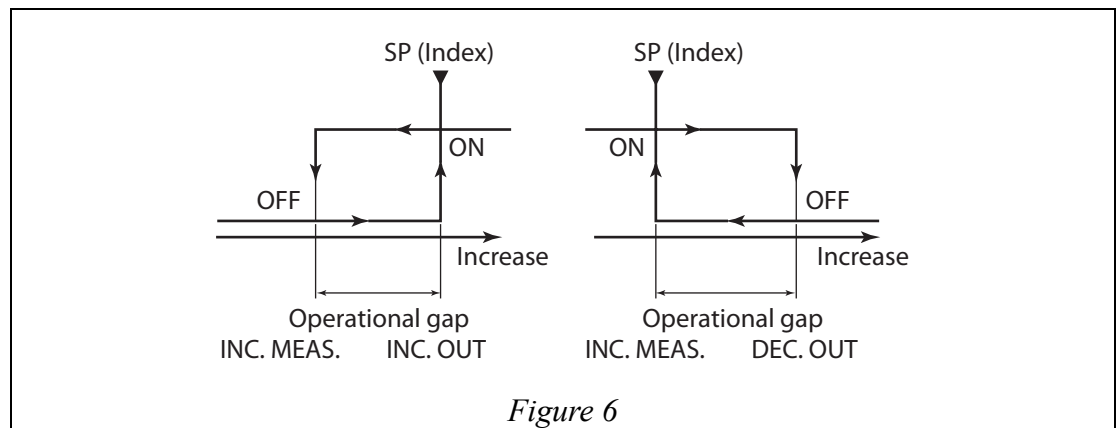 SP (Index)
ON
OFF
Increase
Operational gap
INC. MEAS. INC. OUT
SP (Index)
ON
OFF
Increase
Operational gap
INC. MEAS. DEC. OUT
Figure 6